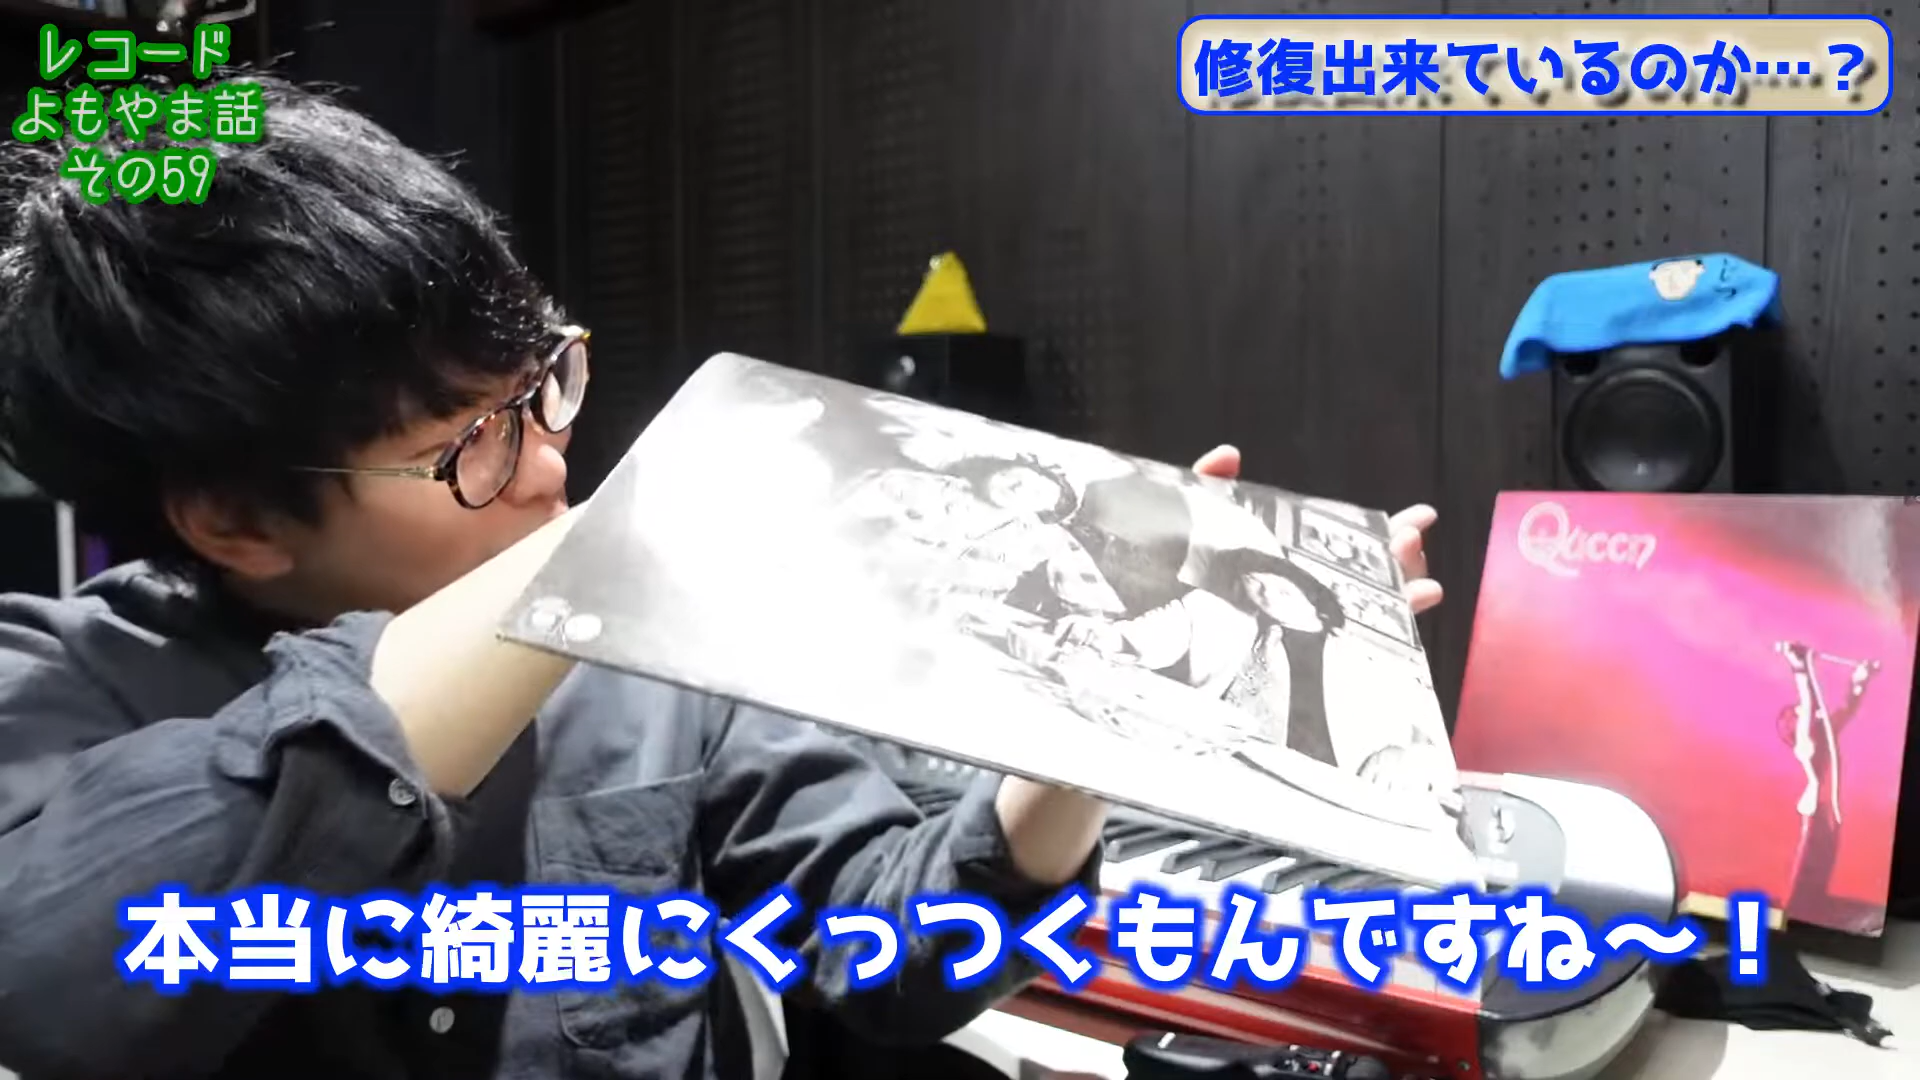 レコード
よもやま話
その59
修復出来ているのか…？
Queen
本当に綺麗にくっつくもんですね～！